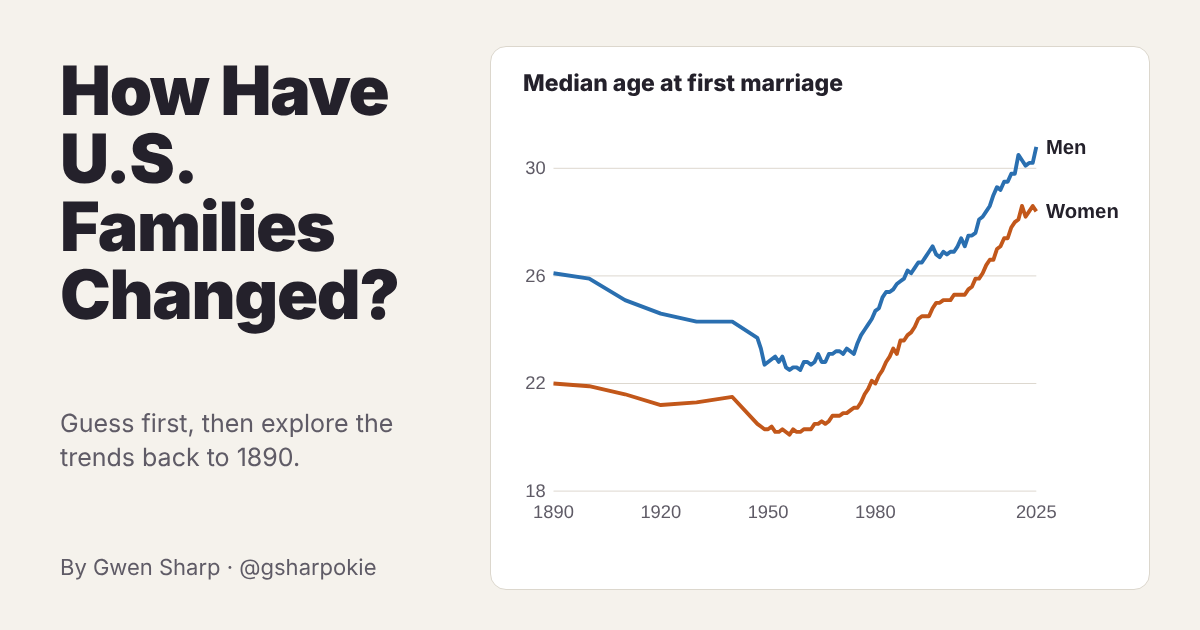 How Have
U.S.
Families
Changed?
Guess first, then explore the
trends back to 1890.
By Gwen Sharp · @gsharpokie
Median age at first marriage
30
26
22
18
1890 1920 1950 1980 2025
Men
Women